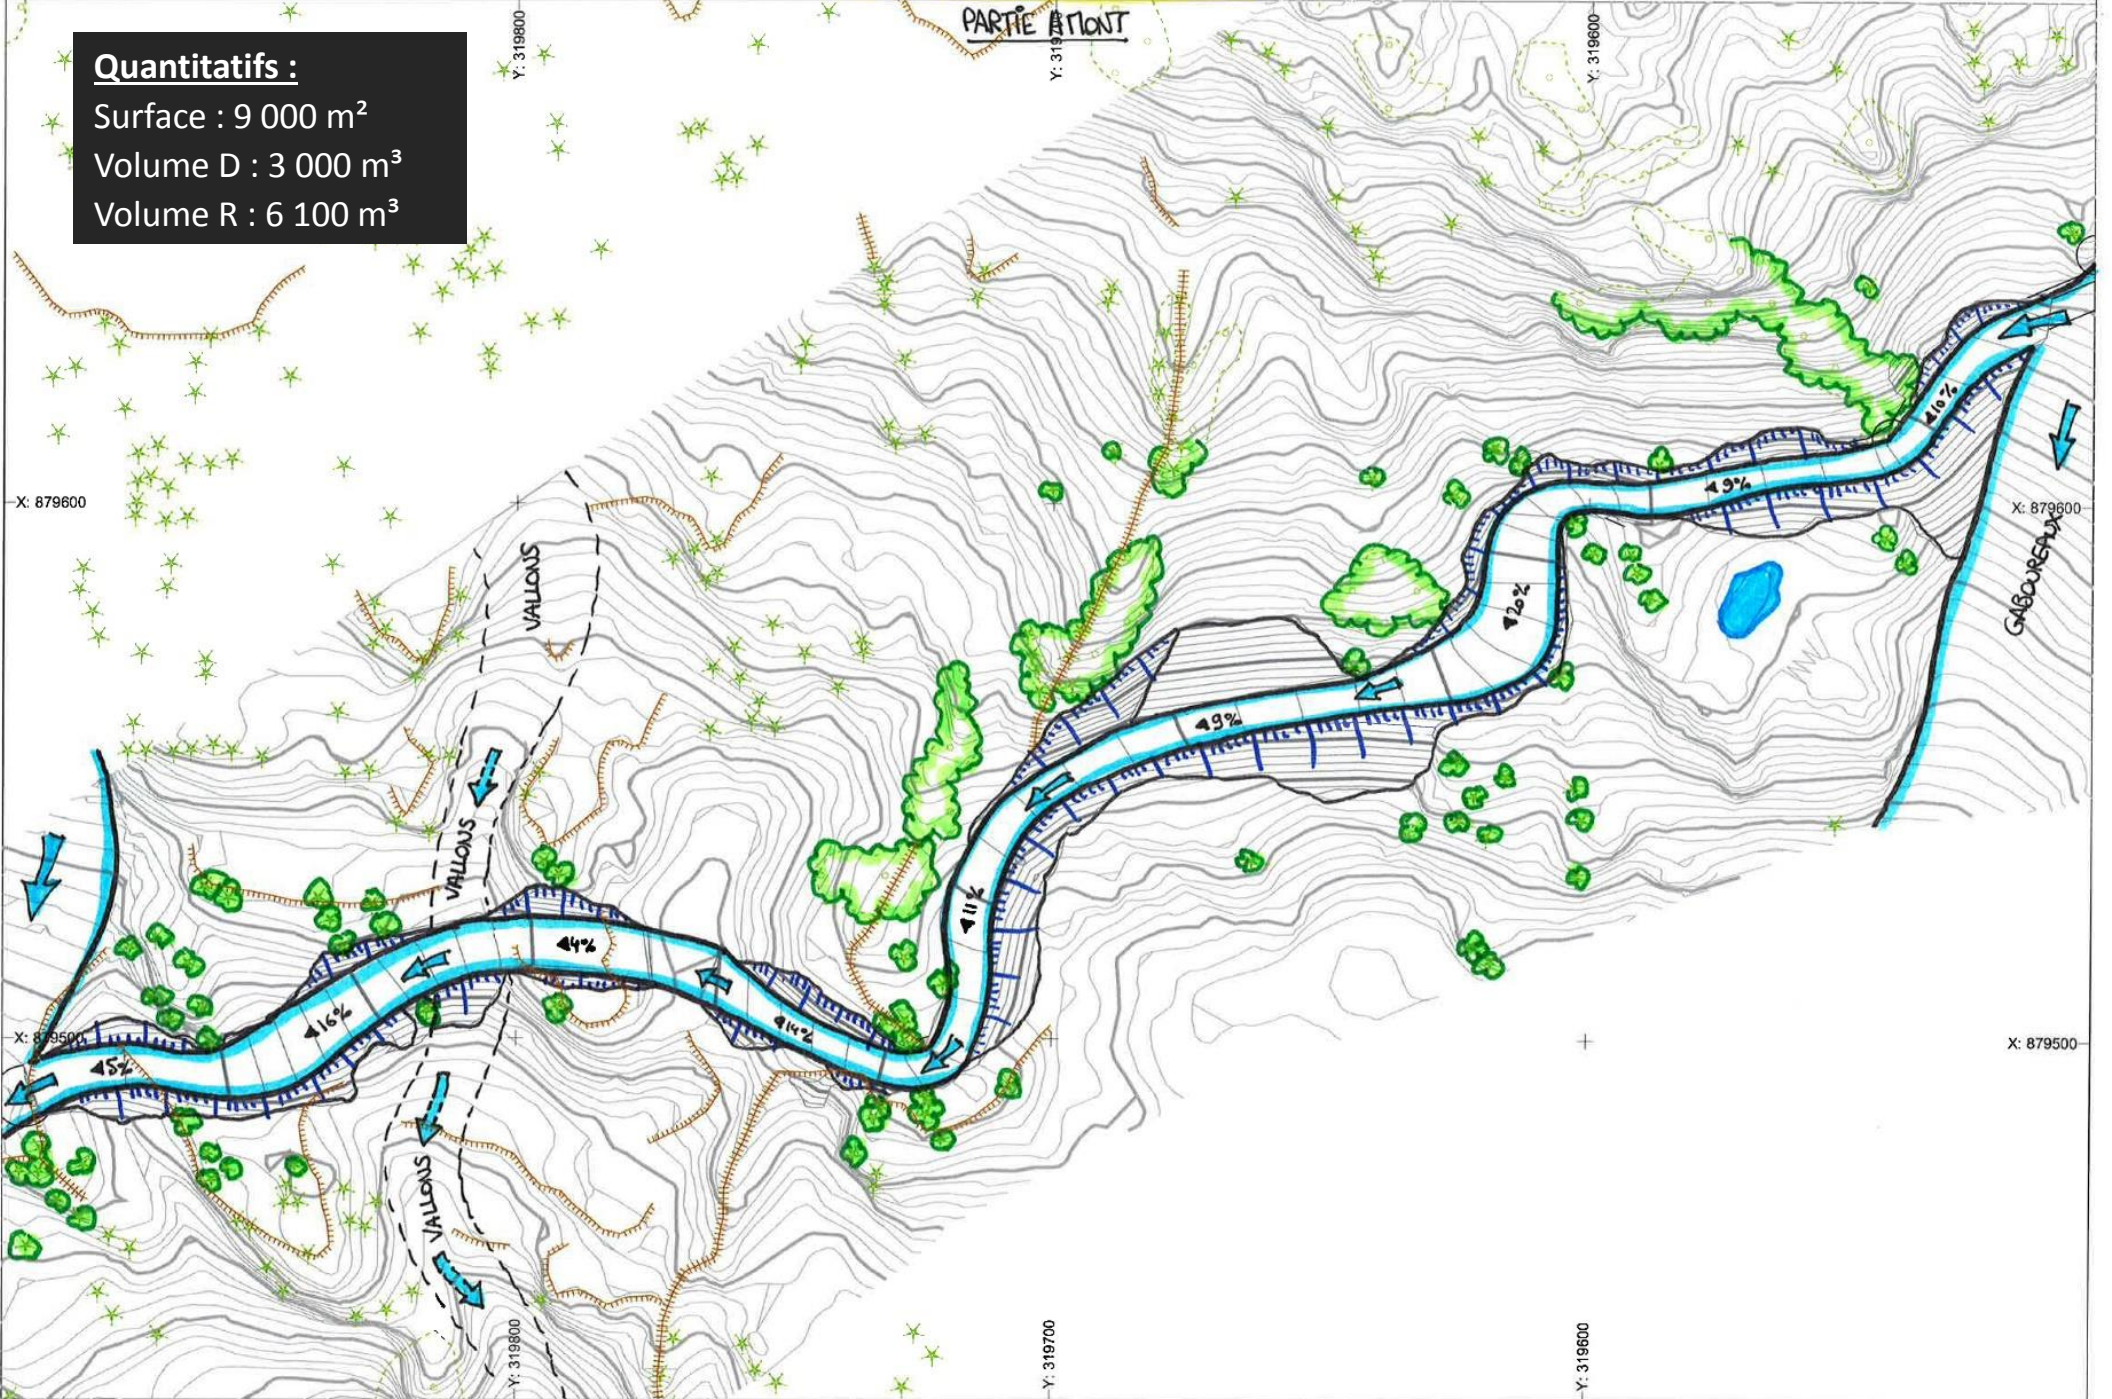 PARTIE AMONT
Quantitatifs :
Surface : 9 000 m²
Volume D : 3 000 m³
Volume R : 6 100 m³
Y: 319800
Y: 319600
10%
X: 879600
9%
X: 879600
VALLONS
GABOUREAUX
20%
9%
VALLONS
11%
4%
16%
14%
X: 879500
X: 879500
5%
VALLONS
Y: 319800
Y: 319700
Y: 319600